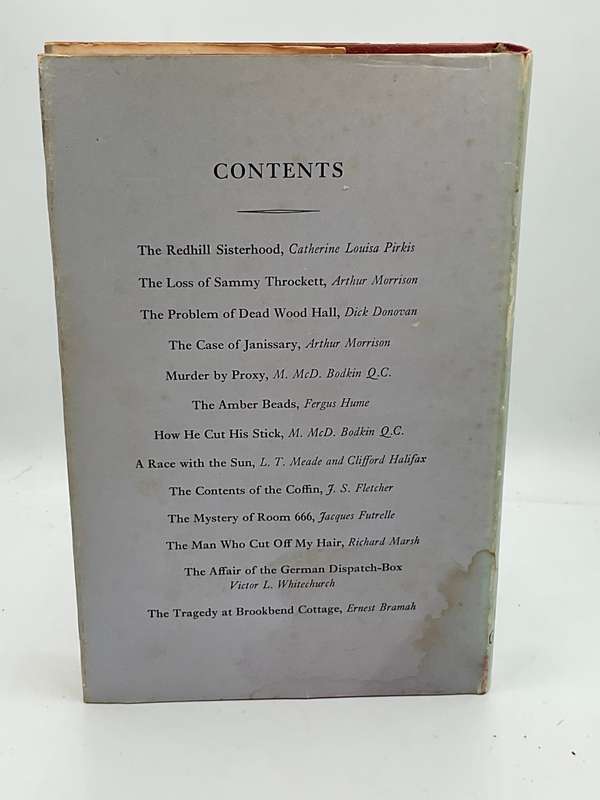 CONTENTS
The Redhill Sisterhood, Catherine Louisa Pirkis
The Loss of Sammy Throckett, Arthur Morrison
The Problem of Dead Wood Hall, Dick Donovan
The Case of Janissary, Arthur Morrison
Murder by Proxy, M. McD. Bodkin Q.C.
The Amber Beads, Fergus Hume
How He Cut His Stick, M. McD. Bodkin Q.C.
A Race with the Sun, L. T. Meade and Clifford Halifax
The Contents of the Coffin, J. S. Fletcher
The Mystery of Room 666, Jacques Futrelle
The Man Who Cut Off My Hair, Richard Marsh
The Affair of the German Dispatch-Box
Victor L. Whitechurch
The Tragedy at Brookbend Cottage, Ernest Bramah